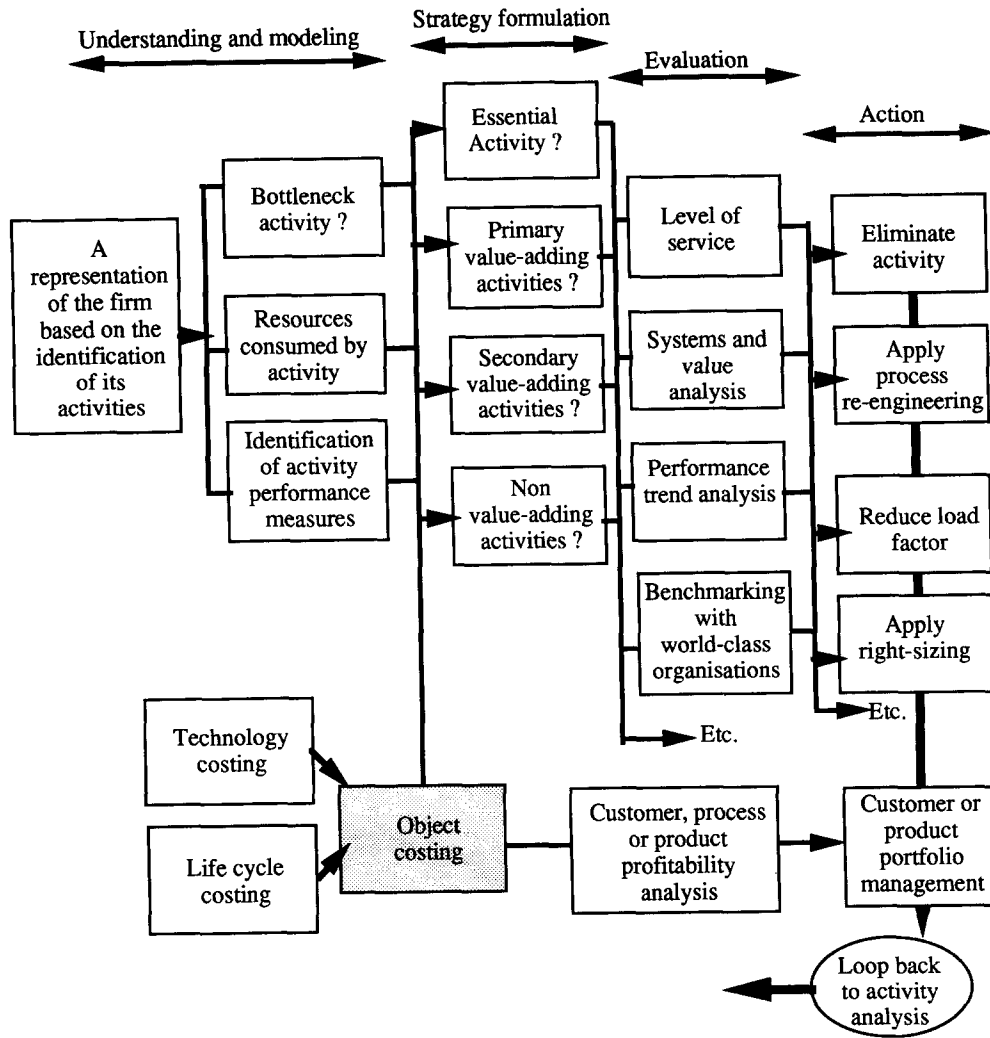 Understanding and modeling
Strategy formulation
Evaluation
Action
A
representation
of the firm
based on the
identification
of its
activities
Bottleneck
activity ?
Resources
consumed by
activity
Identification
of activity
performance
measures
Essential
Activity ?
Primary
value-adding
activities ?
Secondary
value-adding
activities ?
Non
value-adding
activities ?
Level of
service
Systems and
value
analysis
Performance
trend analysis
Benchmarking
with
world-class
organisations
Etc.
Eliminate
activity
Apply
process
re-engineering
Reduce load
factor
Apply
right-sizing
Etc.
Technology
costing
Life cycle
costing
Object
costing
Customer, process
or product
profitability
analysis
Customer or
product
portfolio
management
Loop back
to activity
analysis